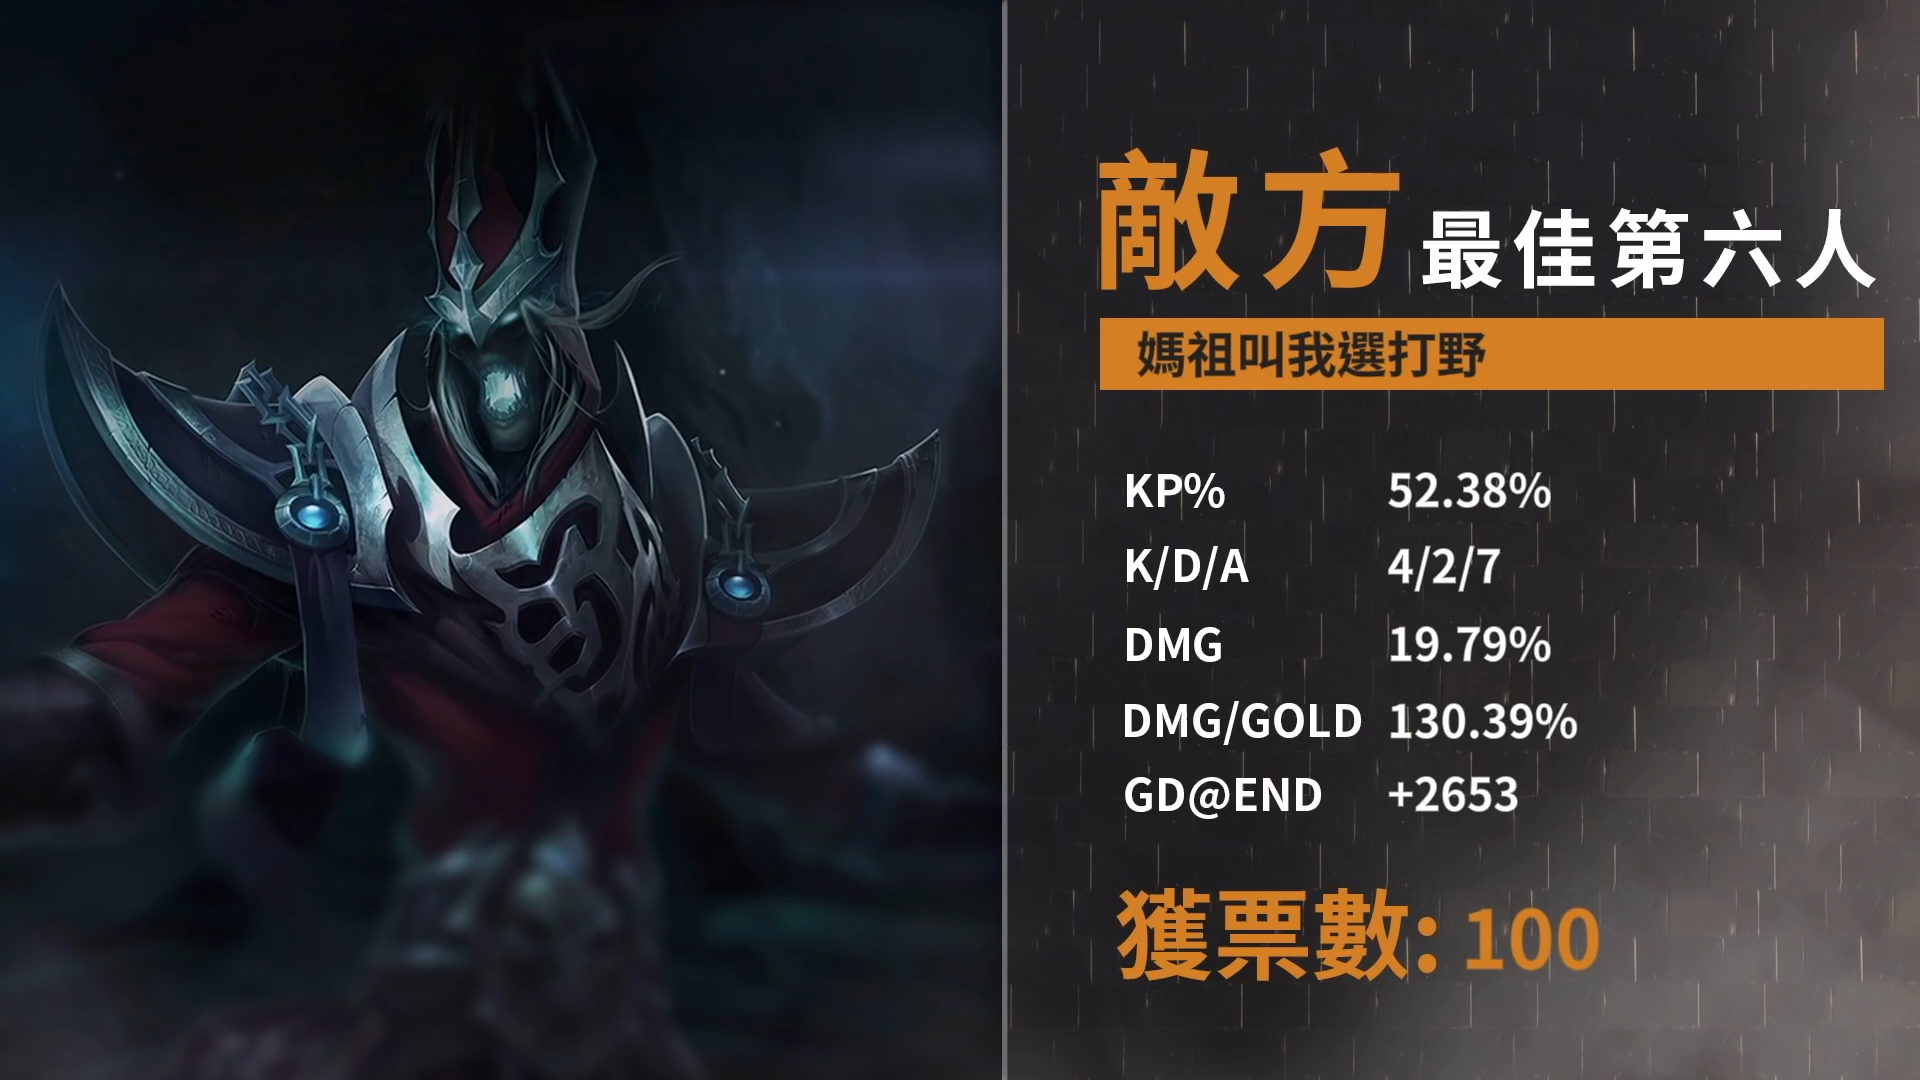 敵方 最佳第六人
媽祖叫我選打野
KP% 52.38%
K/D/A 4/2/7
DMG 19.79%
DMG/GOLD 130.39%
GD@END +2653
獲票數: 100